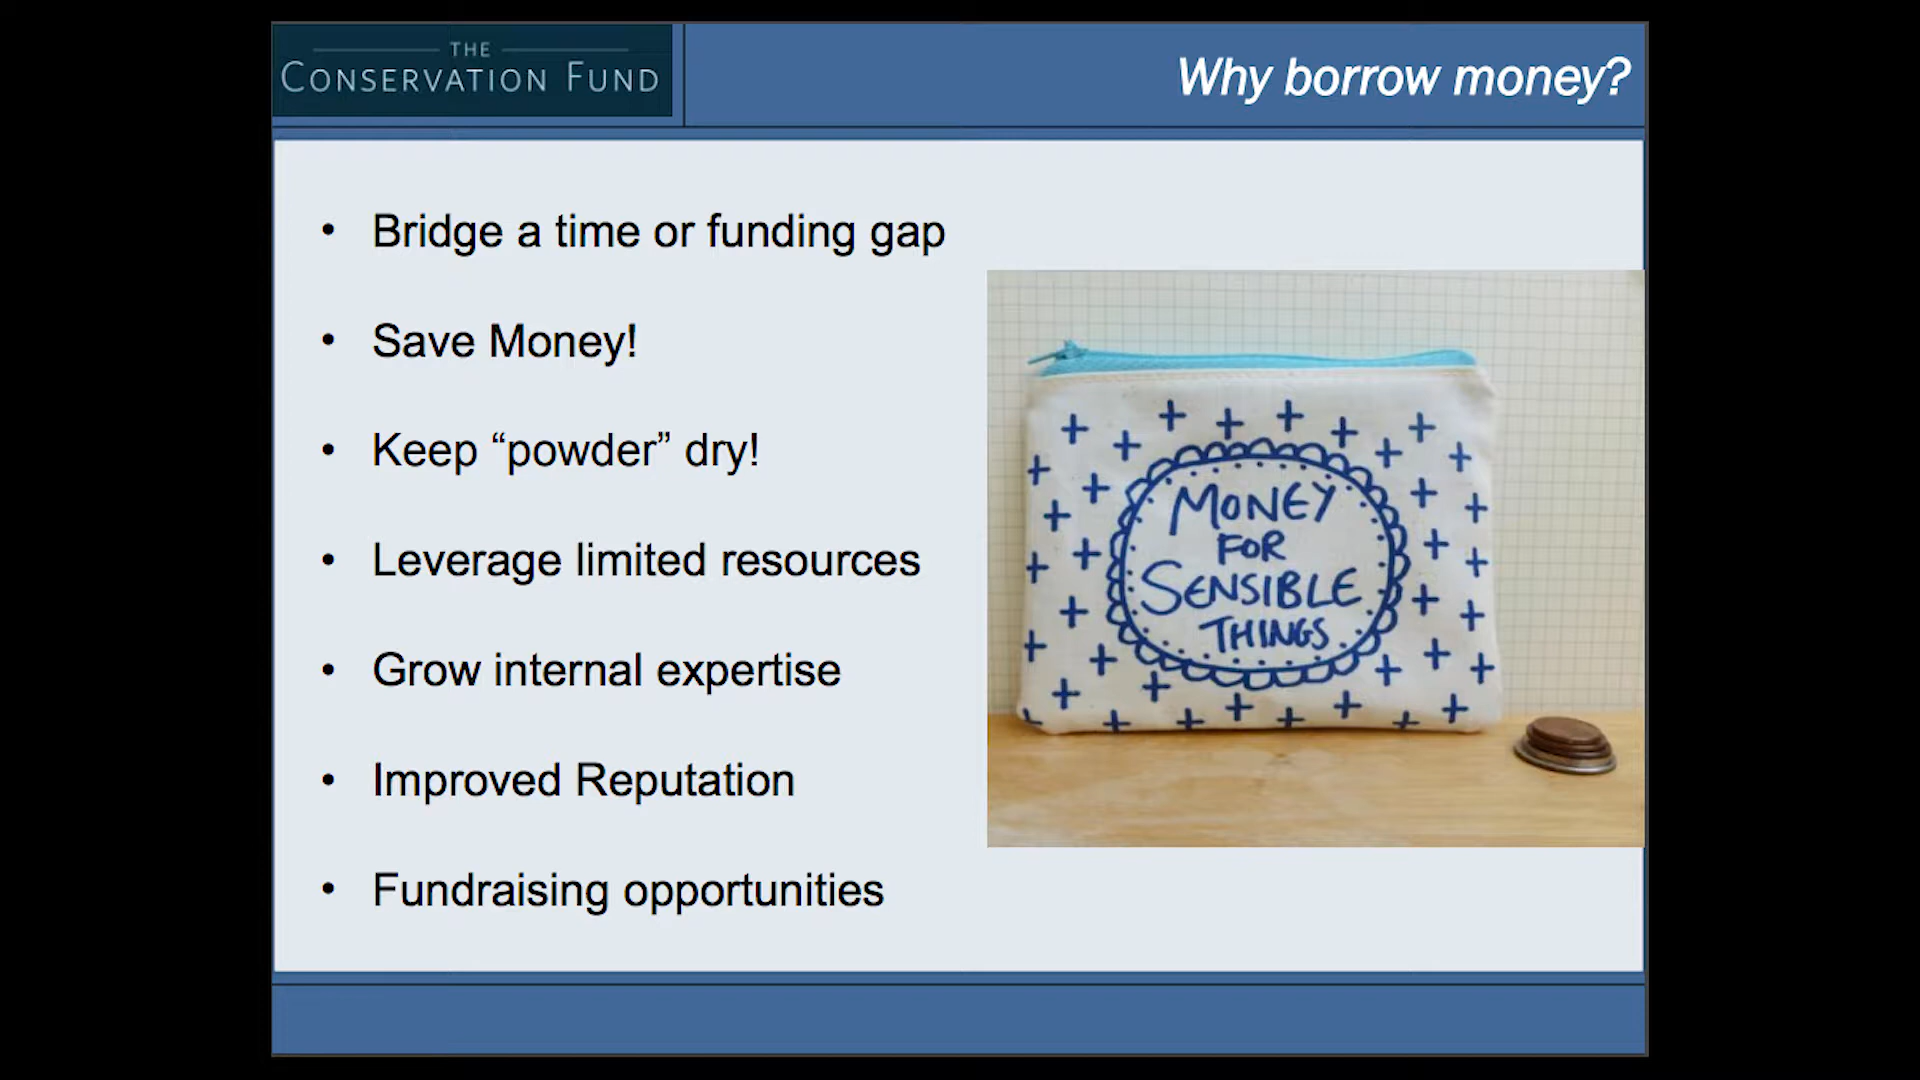 THE
CONSERVATION FUND
Why borrow money?
• Bridge a time or funding gap
• Save Money!
• Keep “powder” dry!
• Leverage limited resources
• Grow internal expertise
• Improved Reputation
• Fundraising opportunities
MONEY
FOR
SENSIBLE
THINGS